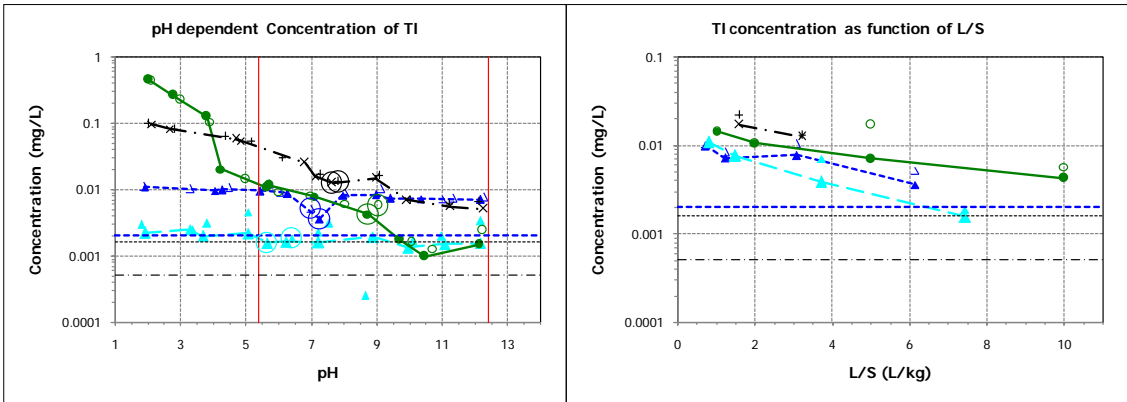 pH dependent Concentration of TI
Concentration (mg/L)
1
0.1
0.01
0.001
0.0001
1 3 5 7 9 11 13
pH
TI concentration as function of L/S
Concentration (mg/L)
0.1
0.01
0.001
0.0001
0 2 4 6 8 10
L/S (L/kg)